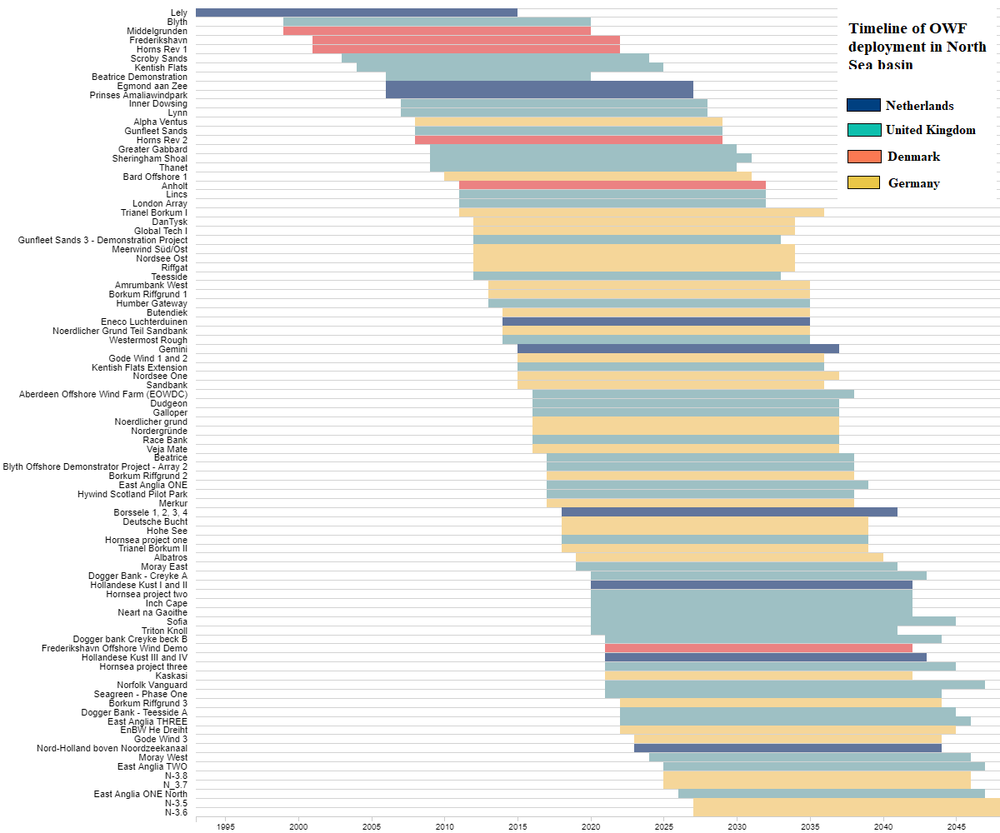 Lely
Blyth
Middelgrunden
Frederikshavn
Horns Rev 1
Scroby Sands
Kentish Flats
Beatrice Demonstration
Egmond aan Zee
Prinses Amaliawindpark
Inner Dowsing
Lynn
Alpha Ventus
Gunfleet Sands
Horns Rev 2
Greater Gabbard
Sheringham Shoal
Thanet
Bard Offshore 1
Anholt
Lincs
London Array
Trianel Borkum I
DanTysk
Global Tech I
Gunfleet Sands 3 - Demonstration Project
Meerwind Süd/Ost
Nordsee Ost
Riffgat
Teesside
Amrumbank West
Borkum Riffgrund 1
Humber Gateway
Butendiek
Eneco Luchterduinen
Noerdlicher Grund Teil Sandbank
Westermost Rough
Gemini
Gode Wind 1 and 2
Kentish Flats Extension
Nordsee One
Sandbank
Aberdeen Offshore Wind Farm (EOWDC)
Dudgeon
Galloper
Noerdlicher grund
Nordergründe
Race Bank
Veja Mate
Beatrice
Blyth Offshore Demonstrator Project - Array 2
Borkum Riffgrund 2
East Anglia ONE
Hywind Scotland Pilot Park
Merkur
Borssele 1, 2, 3, 4
Deutsche Bucht
Hohe See
Hornsea project one
Trianel Borkum II
Albatros
Moray East
Dogger Bank - Creyke A
Hollandese Kust I and II
Hornsea project two
Inch Cape
Neart na Gaoithe
Sofia
Triton Knoll
Dogger bank Creyke beck B
Frederikshavn Offshore Wind Demo
Hollandese Kust III and IV
Hornsea project three
Kaskasi
Norfolk Vanguard
Seagreen - Phase One
Borkum Riffgrund 3
Dogger Bank - Teesside A
East Anglia THREE
EnBW He Dreiht
Gode Wind 3
Nord-Holland boven Noordzeekanaal
Moray West
East Anglia TWO
N-3.8
N_3.7
East Anglia ONE North
N-3.5
N-3.6
1995 2000 2005 2010 2015 2020 2025 2030 2035 2040 2045
Timeline of OWF
deployment in North
Sea basin
Netherlands
United Kingdom
Denmark
Germany